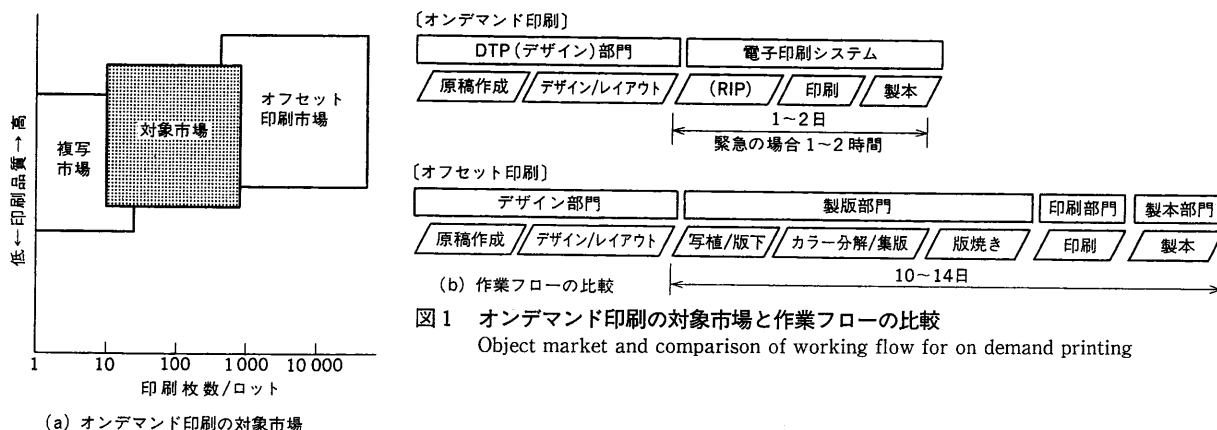 低←印刷品質→高
複写
市場
対象市場
オフセット
印刷市場
1 10 100 1000 10000
印刷枚数/ロット
(a) オンデマンド印刷の対象市場
〔オンデマンド印刷〕
DTP(デザイン)部門 電子印刷システム
原稿作成 デザイン/レイアウト (RIP) 印刷 製本
1~2日
緊急の場合1~2時間
〔オフセット印刷〕
デザイン部門 製版部門 印刷部門 製本部門
原稿作成 デザイン/レイアウト 写植/版下 カラー分解/集版 版焼き 印刷 製本
10~14日
(b) 作業フローの比較
図1 オンデマンド印刷の対象市場と作業フローの比較
Object market and comparison of working flow for on demand printing